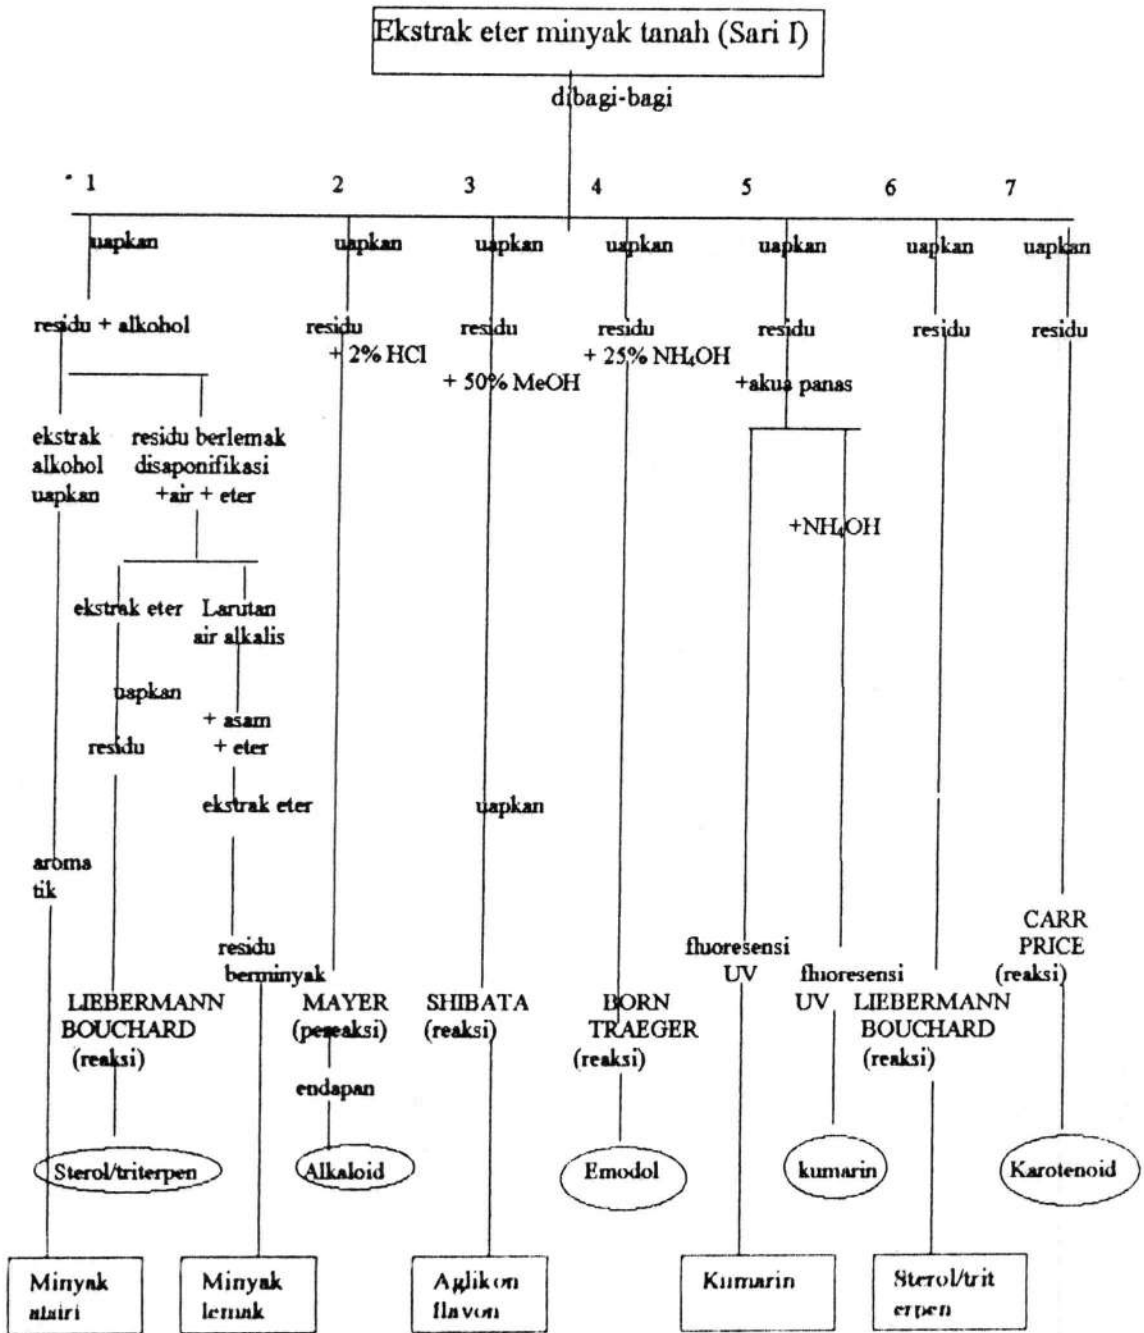 Ekstrak eter minyak tanah (Sari I)
dibagi-bagi
1 2 3 4 5 6 7
uapkan uapkan uapkan uapkan uapkan uapkan uapkan
residu + alkohol residu residu residu residu residu residu
+ 2% HCl + 25% NH₄OH
+ 50% MeOH +akua panas
ekstrak residu berlemak
alkohol disaponifikasi
uapkan +air + eter
+NH₄OH
ekstrak eter Larutan
air alkalis
uapkan
+ asam
residu + eter
ekstrak eter uapkan
aroma
tik
CARR
residu fluoresensi PRICE
berminyak UV fluoresensi (reaksi)
LIEBERMANN MAYER SHIBATA BORN UV LIEBERMANN
BOUCHARD (pereaksi) (reaksi) TRAEGER BOUCHARD
(reaksi) (reaksi) (reaksi)
endapan
Sterol/triterpen Alkaloid Emodol kumarin Karotenoid
Minyak Minyak Aglikon Kumarin Sterol/trit
atsiri lemak flavon erpen